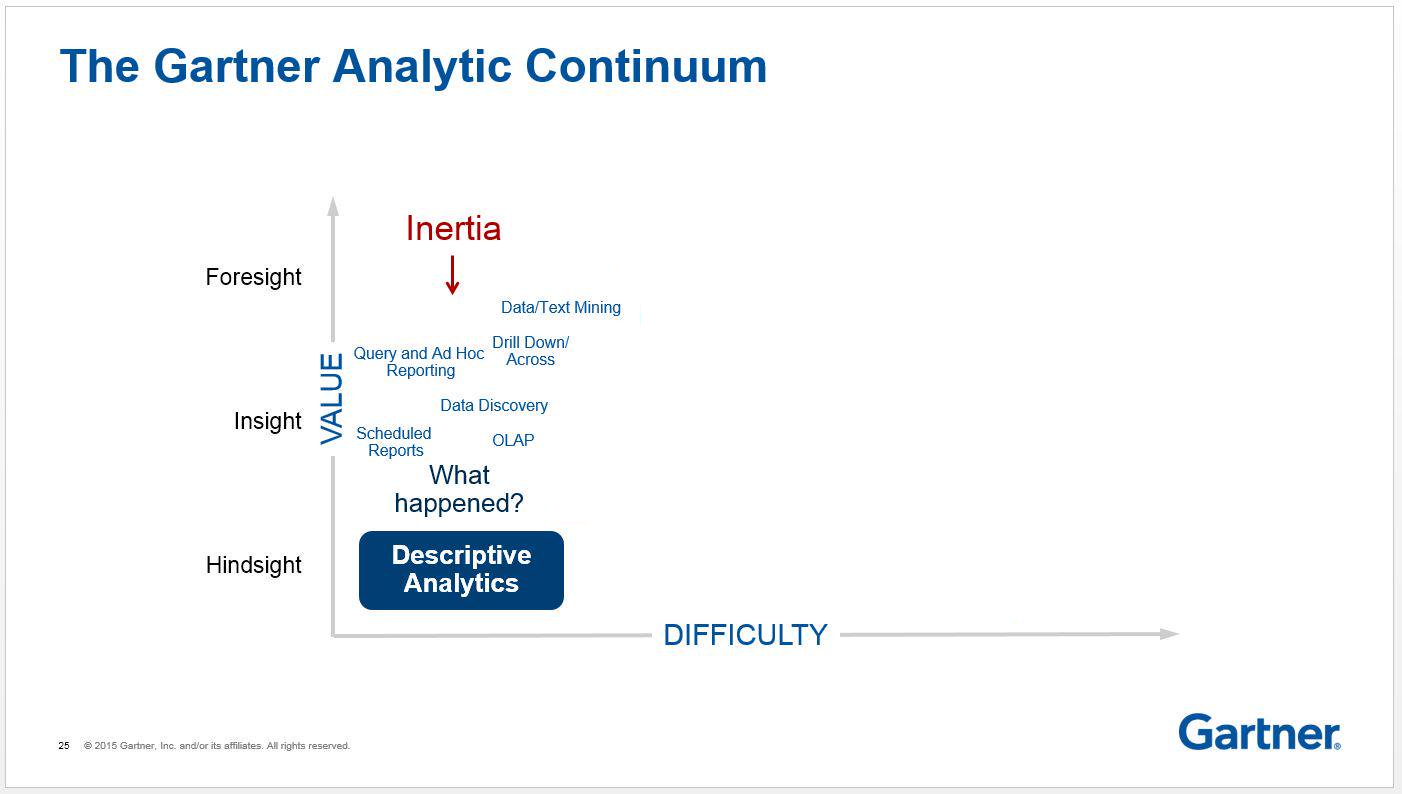 The Gartner Analytic Continuum
Inertia
Foresight
Data/Text Mining
Drill Down/
Across
Query and Ad Hoc
Reporting
VALUE
Data Discovery
Insight
Scheduled
Reports
OLAP
What
happened?
Descriptive
Analytics
Hindsight
DIFFICULTY
25 © 2015 Gartner, Inc. and/or its affiliates. All rights reserved.
Gartner®